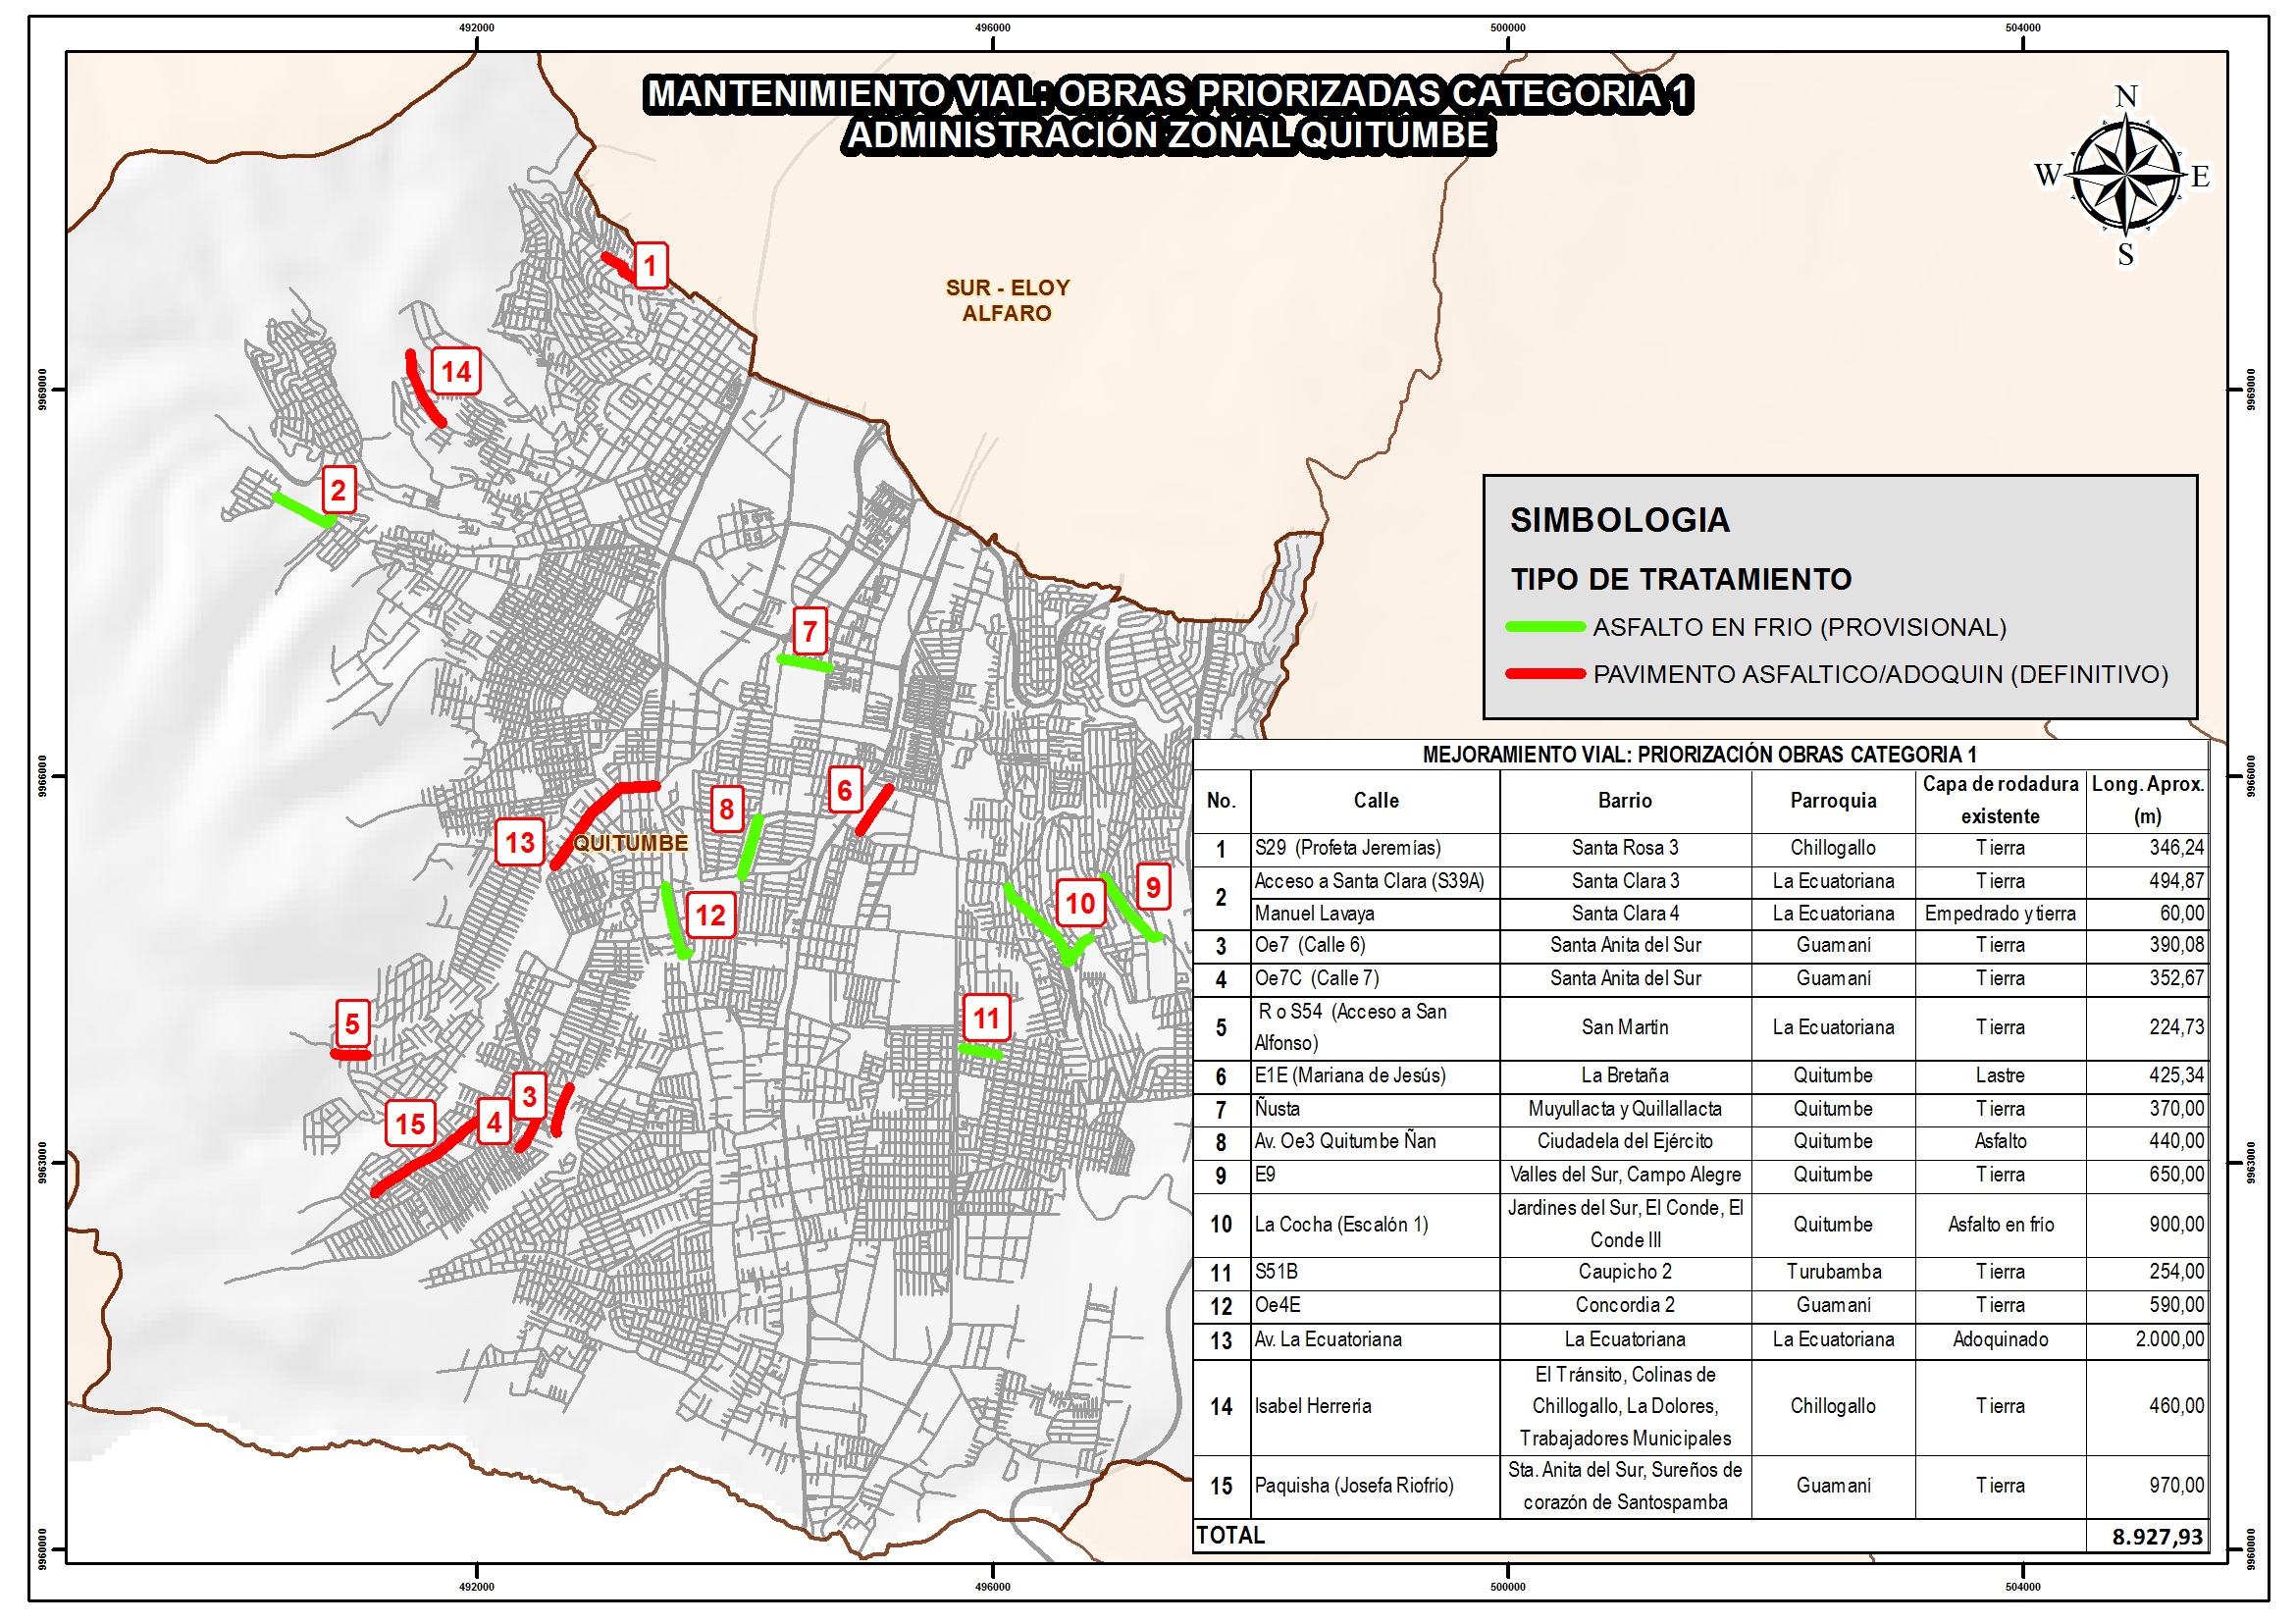 492000
496000
500000
504000
MANTENIMIENTO VIAL: OBRAS PRIORIZADAS CATEGORIA 1
ADMINISTRACIÓN ZONAL QUITUMBE
N
W
E
S
SUR - ELOY
ALFARO
QUITUMBE
1
14
2
7
6
8
13
12
10
9
5
11
3
4
15
9969000
9966000
9963000
9960000
9969000
9966000
9963000
9960000
SIMBOLOGIA
TIPO DE TRATAMIENTO
ASFALTO EN FRIO (PROVISIONAL)
PAVIMENTO ASFALTICO/ADOQUIN (DEFINITIVO)
MEJORAMIENTO VIAL: PRIORIZACIÓN OBRAS CATEGORIA 1
No. Calle Barrio Parroquia Capa de rodadura existente Long. Aprox. (m)
1 S29 (Profeta Jeremías) Santa Rosa 3 Chillogallo Tierra 346,24
2 Acceso a Santa Clara (S39A) Santa Clara 3 La Ecuatoriana Tierra 494,87
Manuel Lavaya Santa Clara 4 La Ecuatoriana Empedrado y tierra 60,00
3 Oe7 (Calle 6) Santa Anita del Sur Guamaní Tierra 390,08
4 Oe7C (Calle 7) Santa Anita del Sur Guamaní Tierra 352,67
5 R o S54 (Acceso a San Alfonso) San Martín La Ecuatoriana Tierra 224,73
6 E1E (Mariana de Jesús) La Bretaña Quitumbe Lastre 425,34
7 Ñusta Muyullacta y Quillallacta Quitumbe Tierra 370,00
8 Av. Oe3 Quitumbe Ñan Ciudadela del Ejército Quitumbe Asfalto 440,00
9 E9 Valles del Sur, Campo Alegre Quitumbe Tierra 650,00
10 La Cocha (Escalón 1) Jardines del Sur, El Conde, El Conde III Quitumbe Asfalto en frio 900,00
11 S51B Caupicho 2 Turubamba Tierra 254,00
12 Oe4E Concordia 2 Guamaní Tierra 590,00
13 Av. La Ecuatoriana La Ecuatoriana La Ecuatoriana Adoquinado 2.000,00
14 Isabel Herrería El Tránsito, Colinas de Chillogallo, La Dolores, Trabajadores Municipales Chillogallo Tierra 460,00
15 Paquisha (Josefa Riofrío) Sta. Anita del Sur, Sureños de corazón de Santospamba Guamaní Tierra 970,00
TOTAL 8.927,93
492000
496000
500000
504000